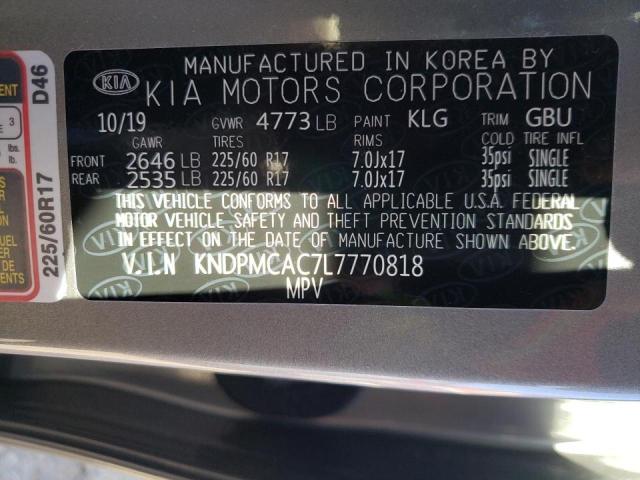 MANUFACTURED IN KOREA BY
KIA KIA MOTORS CORPORATION
10/19 GVWR 4773 LB PAINT KLG TRIM GBU
GAWR TIRES RIMS COLD TIRE INFL
FRONT 2646 LB 225/60 R17 7.0Jx17 35psi SINGLE
REAR 2535 LB 225/60 R17 7.0Jx17 35psi SINGLE
THIS VEHICLE CONFORMS TO ALL APPLICABLE U.S.A. FEDERAL
MOTOR VEHICLE SAFETY AND THEFT PREVENTION STANDARDS
IN EFFECT ON THE DATE OF MANUFACTURE SHOWN ABOVE.
V.I.N KNDPMCAC7L7770818
MPV
225/60R17 D46
3